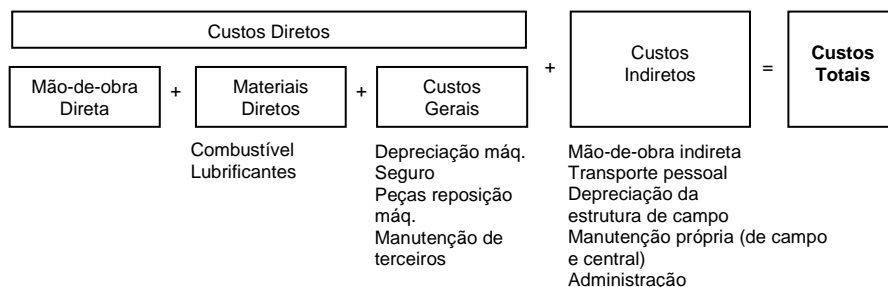 Custos Diretos
Mão-de-obra
Direta
+
Materiais
Diretos
+
Custos
Gerais
+
Custos
Indiretos
=
Custos
Totais
Combustível
Lubrificantes
Depreciação máq.
Seguro
Peças reposição
máq.
Manutenção de
terceiros
Mão-de-obra indireta
Transporte pessoal
Depreciação da
estrutura de campo
Manutenção própria (de campo
e central)
Administração